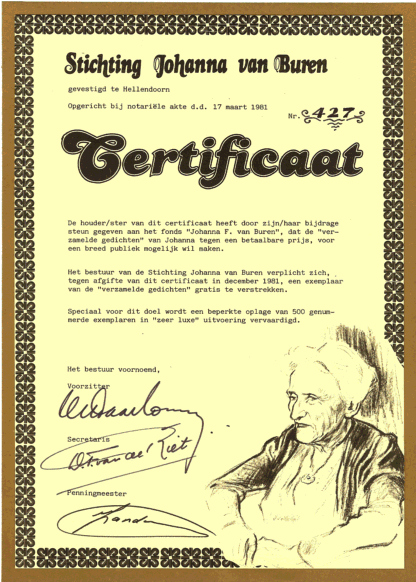 Stichting Johanna van Buren
gevestigd te Hellendoorn
Opgericht bij notariële akte d.d. 17 maart 1981
Nr. 427
Certificaat
De houder/ster van dit certificaat heeft door zijn/haar bijdrage
steun gegeven aan het fonds "Johanna F. van Buren", dat de "ver-
zamelde gedichten" van Johanna tegen een betaalbare prijs, voor
een breed publiek mogelijk wil maken.
Het bestuur van de Stichting Johanna van Buren verplicht zich,
tegen afgifte van dit certificaat in december 1981, een exemplaar
van de "verzamelde gedichten" gratis te verstrekken.
Speciaal voor dit doel wordt een beperkte oplage van 500 genum-
merde exemplaren in "zeer luxe" uitvoering vervaardigd.
Het bestuur voornoemd,
Voorzitter
Secretaris
Penningmeester